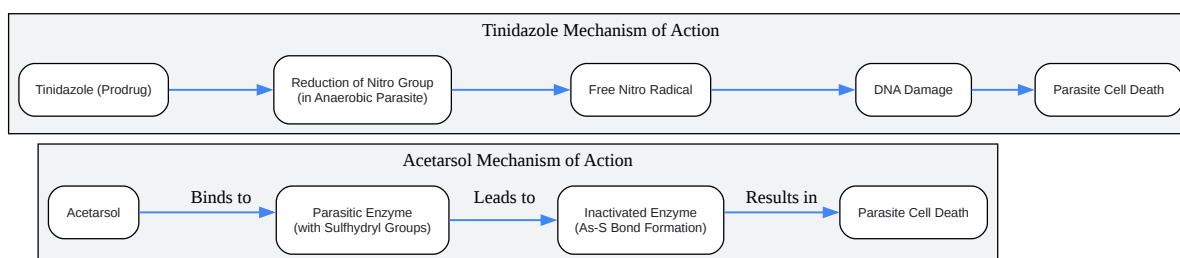 Tinidazole Mechanism of Action
Tinidazole (Prodrug)
Reduction of Nitro Group
(in Anaerobic Parasite)
Free Nitro Radical
DNA Damage
Parasite Cell Death
Acetarsol Mechanism of Action
Acetarsol
Binds to
Parasitic Enzyme
(with Sulfhydryl Groups)
Leads to
Inactivated Enzyme
(As-S Bond Formation)
Results in
Parasite Cell Death